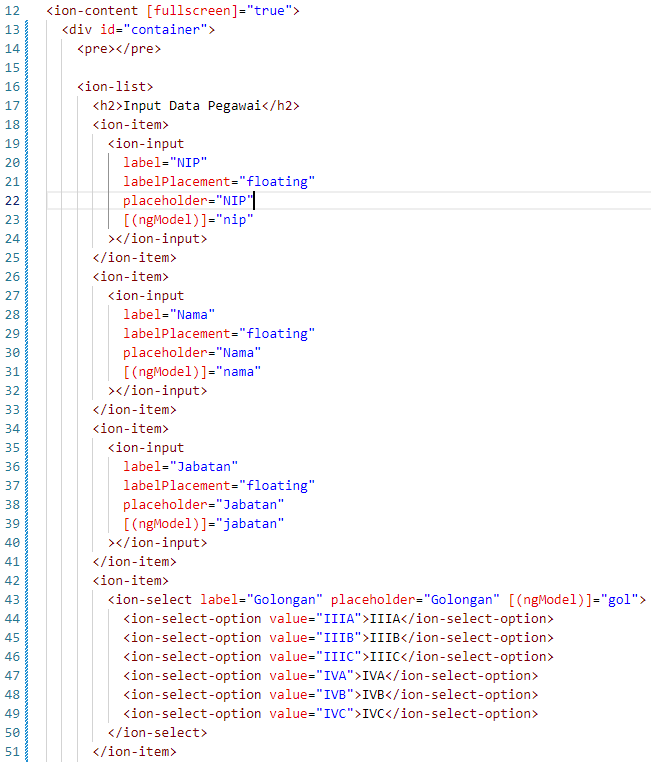 12 <ion-content [fullscreen]="true">
13 <div id="container">
14 <pre></pre>
15
16 <ion-list>
17 <h2>Input Data Pegawai</h2>
18 <ion-item>
19 <ion-input
20 label="NIP"
21 labelPlacement="floating"
22 placeholder="NIP"
23 [(ngModel)]="nip"
24 ></ion-input>
25 </ion-item>
26 <ion-item>
27 <ion-input
28 label="Nama"
29 labelPlacement="floating"
30 placeholder="Nama"
31 [(ngModel)]="nama"
32 ></ion-input>
33 </ion-item>
34 <ion-item>
35 <ion-input
36 label="Jabatan"
37 labelPlacement="floating"
38 placeholder="Jabatan"
39 [(ngModel)]="jabatan"
40 ></ion-input>
41 </ion-item>
42 <ion-item>
43 <ion-select label="Golongan" placeholder="Golongan" [(ngModel)]="gol">
44 <ion-select-option value="IIIA">IIIA</ion-select-option>
45 <ion-select-option value="IIIB">IIIB</ion-select-option>
46 <ion-select-option value="IIIC">IIIC</ion-select-option>
47 <ion-select-option value="IVA">IVA</ion-select-option>
48 <ion-select-option value="IVB">IVB</ion-select-option>
49 <ion-select-option value="IVC">IVC</ion-select-option>
50 </ion-select>
51 </ion-item>